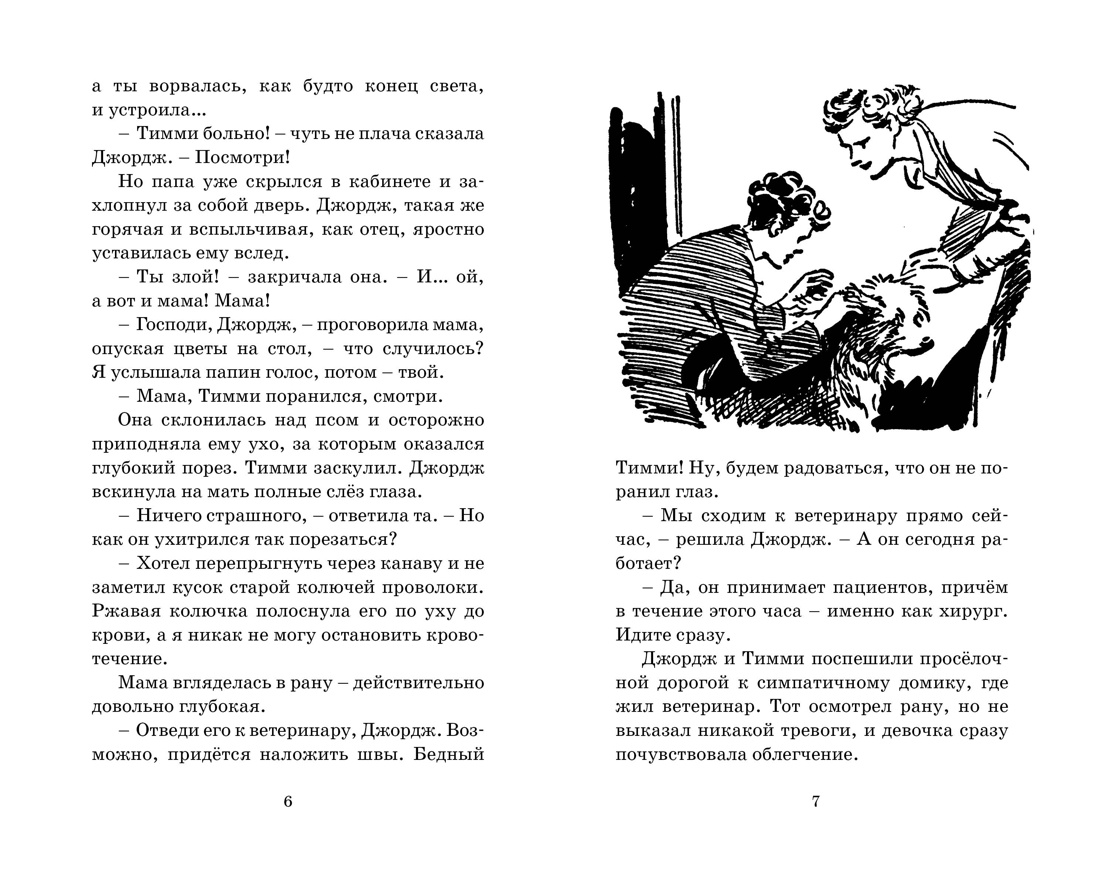 а ты ворвалась, как будто конец света,
и устроила...
– Тимми больно! – чуть не плача сказала
Джордж. – Посмотри!
Но папа уже скрылся в кабинете и за-
хлопнул за собой дверь. Джордж, такая же
горячая и вспыльчивая, как отец, яростно
уставилась ему вслед.
– Ты злой! – закричала она. – И... ой,
а вот и мама! Мама!
– Господи, Джордж, – проговорила мама,
опуская цветы на стол, – что случилось?
Я услышала папин голос, потом – твой.
– Мама, Тимми поранился, смотри.
Она склонилась над псом и осторожно
приподняла ему ухо, за которым оказался
глубокий порез. Тимми заскулил. Джордж
вскинула на мать полные слёз глаза.
– Ничего страшного, – ответила та. – Но
как он ухитрился так порезаться?
– Хотел перепрыгнуть через канаву и не
заметил кусок старой колючей проволоки.
Ржавая колючка полоснула его по уху до
крови, а я никак не могу остановить крово-
течение.
Мама вгляделась в рану – действительно
довольно глубокая.
– Отведи его к ветеринару, Джордж. Воз-
можно, придётся наложить швы. Бедный
6
Тимми! Ну, будем радоваться, что он не по-
ранил глаз.
– Мы сходим к ветеринару прямо сей-
час, – решила Джордж. – А он сегодня ра-
ботает?
– Да, он принимает пациентов, причём
в течение этого часа – именно как хирург.
Идите сразу.
Джордж и Тимми поспешили просёлоч-
ной дорогой к симпатичному домику, где
жил ветеринар. Тот осмотрел рану, но не
выказал никакой тревоги, и девочка сразу
почувствовала облегчение.
7